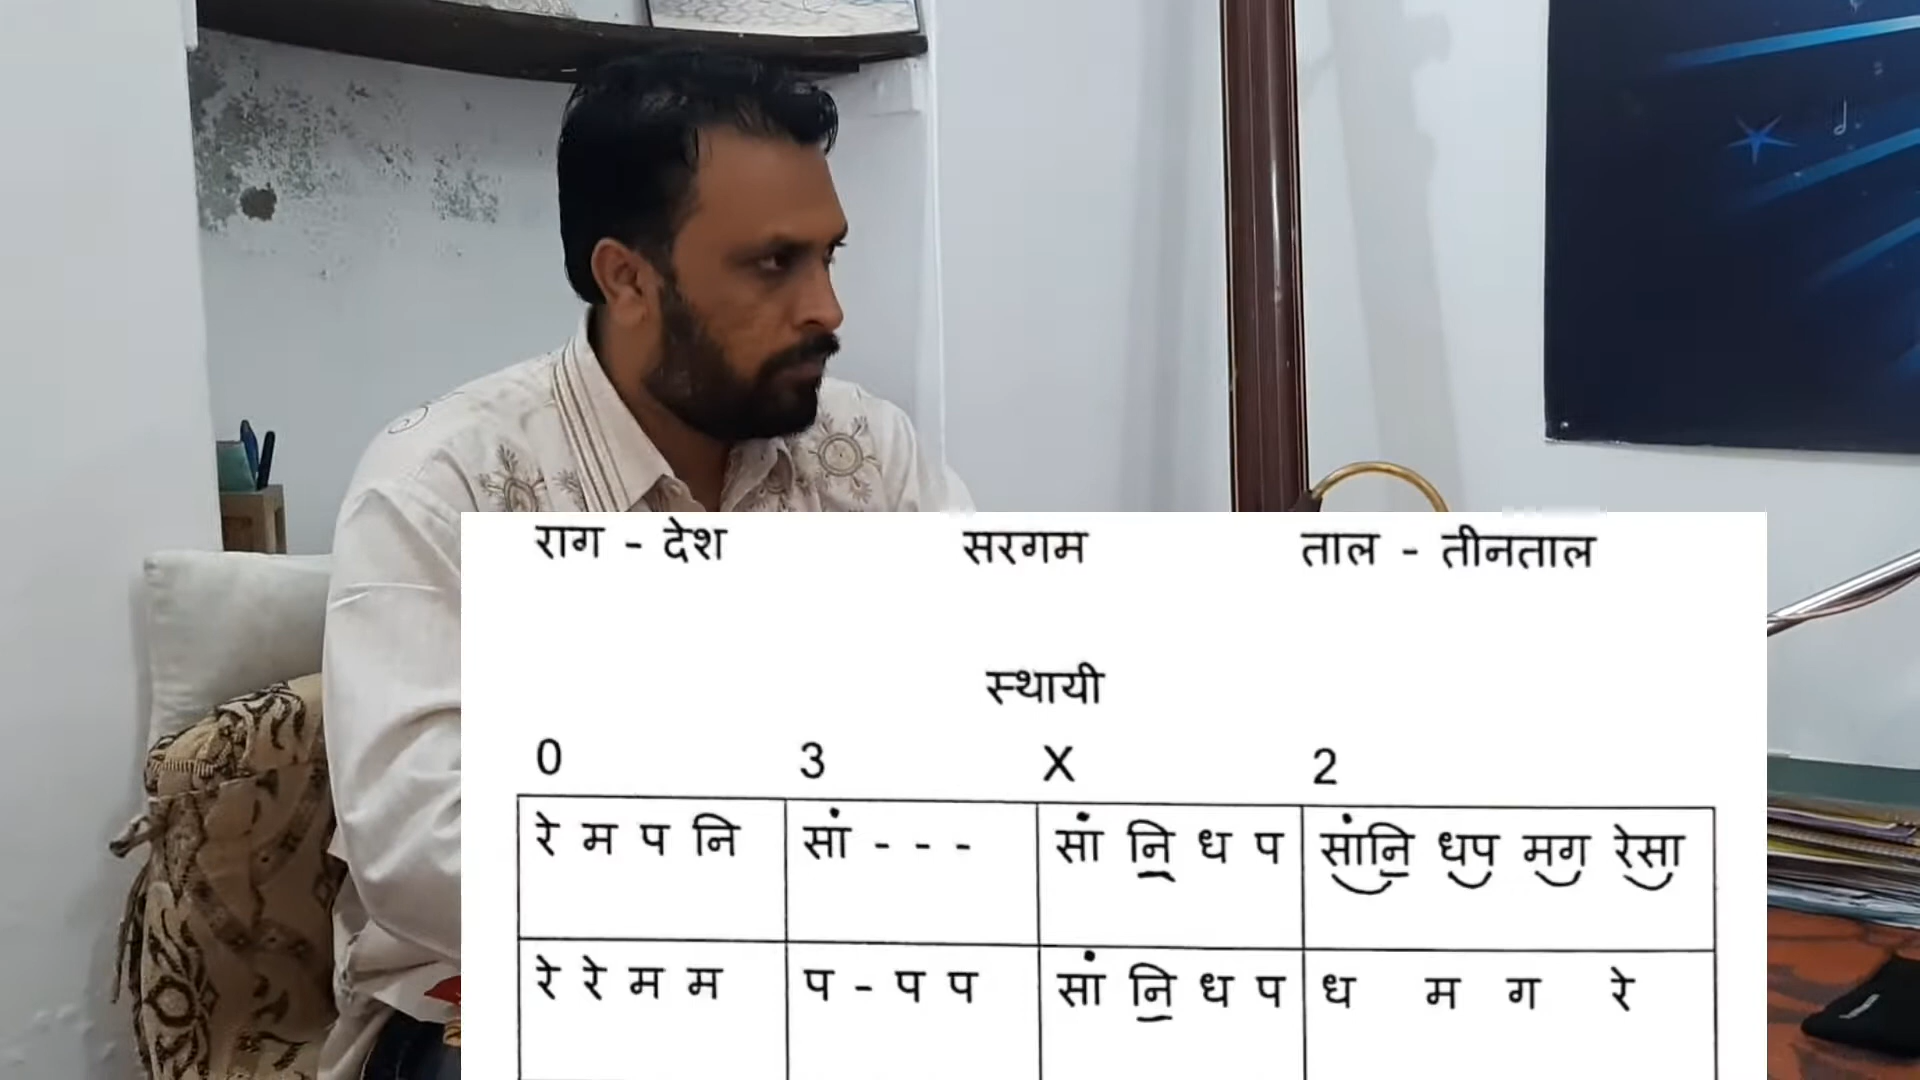 राग - देश सरगम ताल - तीनताल
स्थायी
0 3 X 2
रे म प नि सां - - - सां नि॒ ध प सांनि॒ धप मग रेसा
रे रे म म प - प प सां नि॒ ध प ध म ग रे